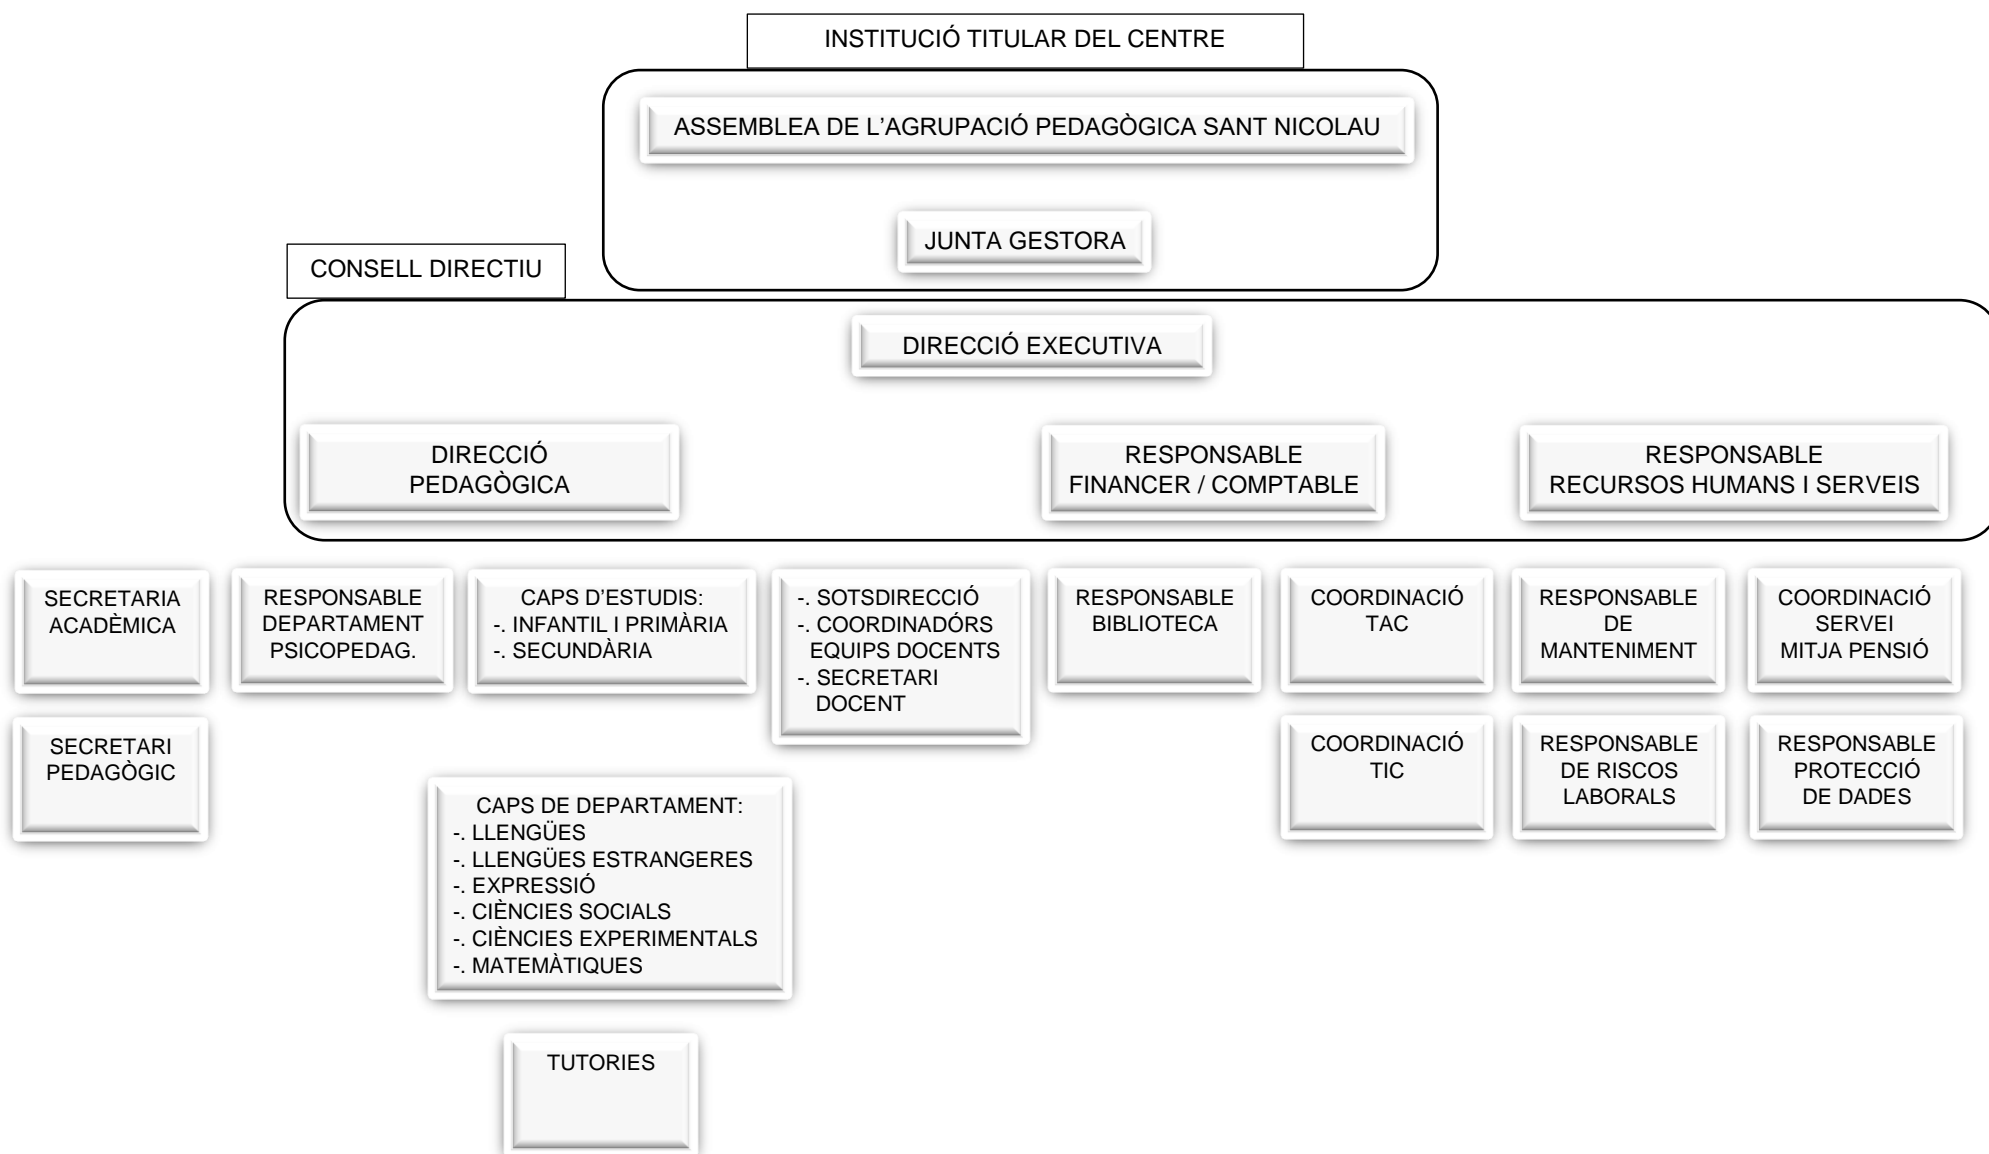 INSTITUCIÓ TITULAR DEL CENTRE
ASSEMBLEA DE L’AGRUPACIÓ PEDAGÒGICA SANT NICOLAU
JUNTA GESTORA
CONSELL DIRECTIU
DIRECCIÓ EXECUTIVA
DIRECCIÓ
PEDAGÒGICA
RESPONSABLE
FINANCER / COMPTABLE
RESPONSABLE
RECURSOS HUMANS I SERVEIS
SECRETARIA
ACADÈMICA
RESPONSABLE
DEPARTAMENT
PSICOPEDAG.
CAPS D’ESTUDIS:
-. INFANTIL I PRIMÀRIA
-. SECUNDÀRIA
-. SOTSDIRECCIÓ
-. COORDINADÓRS
EQUIPS DOCENTS
-. SECRETARI
DOCENT
RESPONSABLE
BIBLIOTECA
COORDINACIÓ
TAC
RESPONSABLE
DE
MANTENIMENT
COORDINACIÓ
SERVEI
MITJA PENSIÓ
SECRETARI
PEDAGÒGIC
COORDINACIÓ
TIC
RESPONSABLE
DE RISCOS
LABORALS
RESPONSABLE
PROTECCIÓ
DE DADES
CAPS DE DEPARTAMENT:
-. LLENGÜES
-. LLENGÜES ESTRANGERES
-. EXPRESSIÓ
-. CIÈNCIES SOCIALS
-. CIÈNCIES EXPERIMENTALS
-. MATEMÀTIQUES
TUTORIES